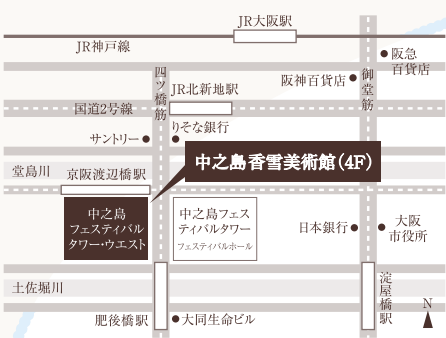 JR大阪駅
JR神戸線
阪急
百貨店
四ツ橋筋
御堂筋
阪神百貨店
JR北新地駅
国道2号線
サントリー
りそな銀行
中之島香雪美術館(4F)
堂島川
京阪渡辺橋駅
中之島
フェスティバル
タワー・ウエスト
中之島フェス
ティバルタワー
フェスティバルホール
日本銀行
大阪
市役所
土佐堀川
淀屋橋駅
肥後橋駅
大同生命ビル
N